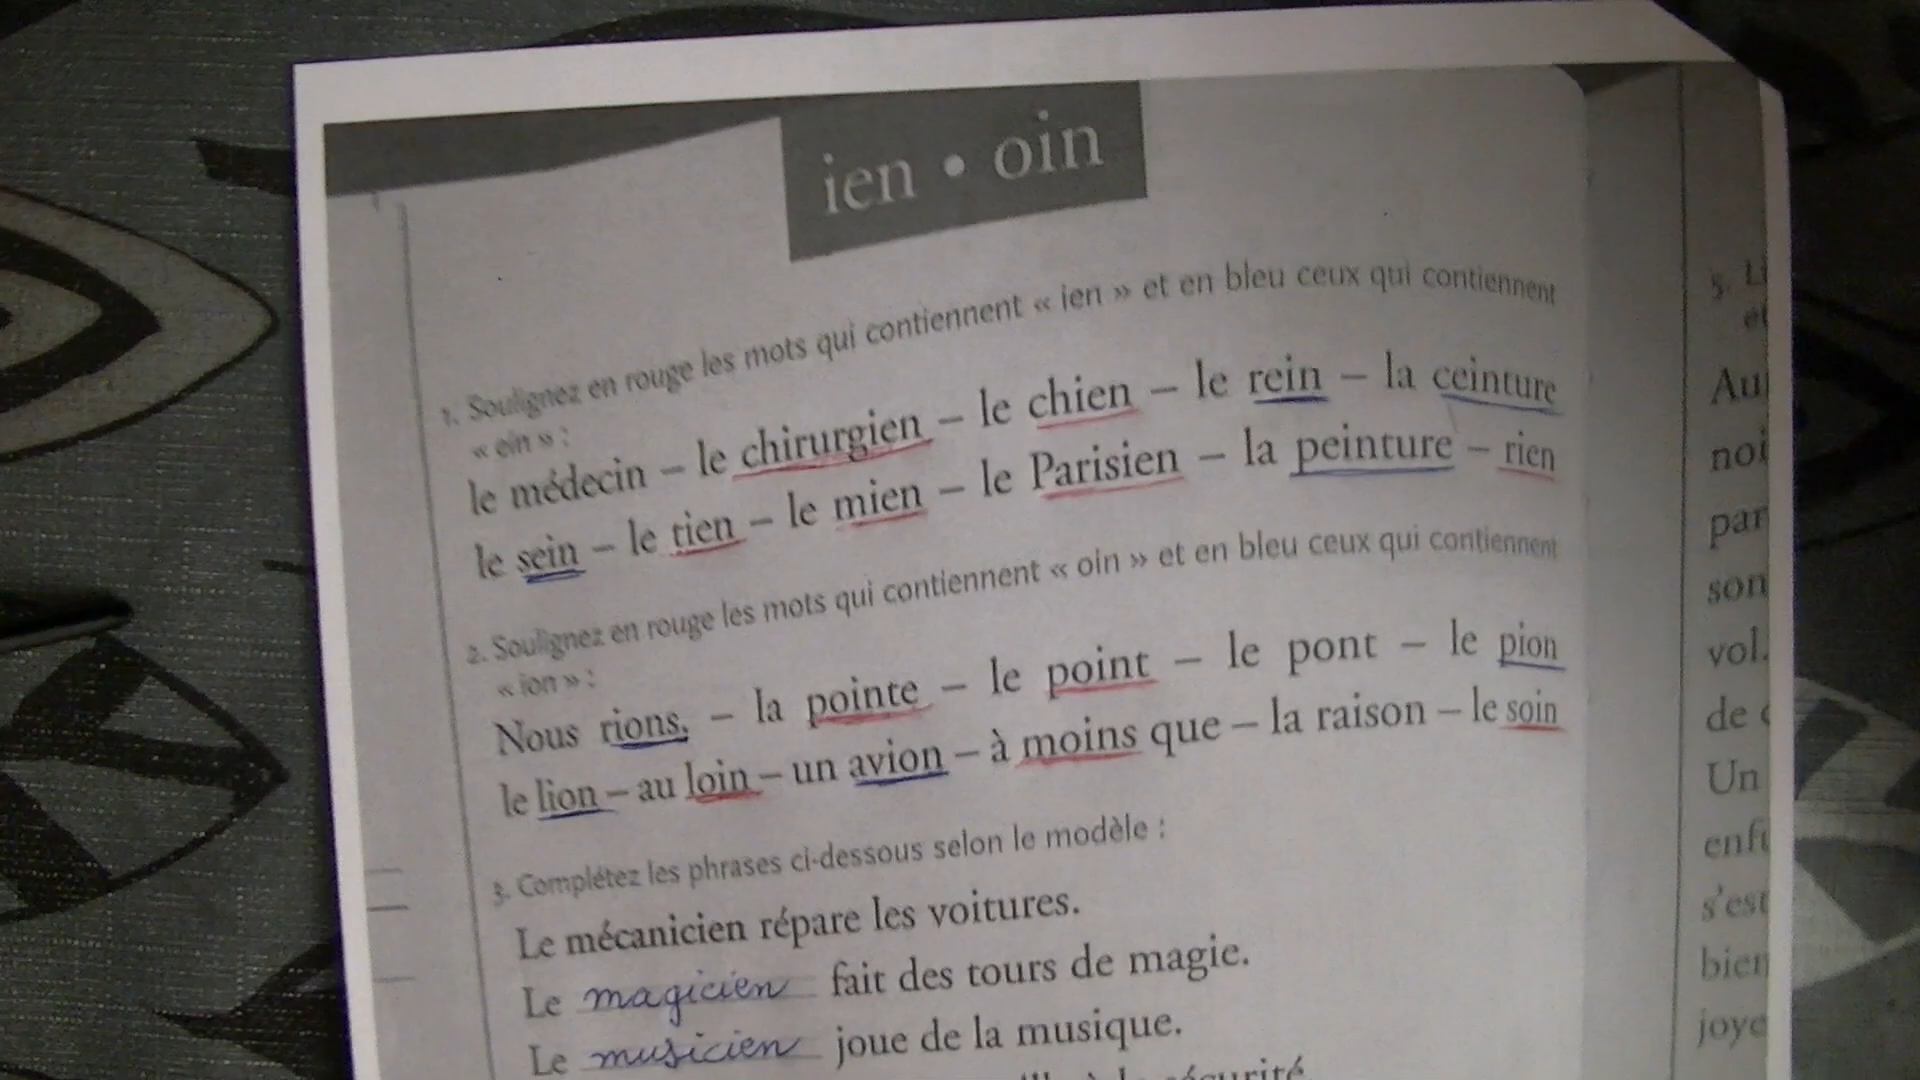 ien • oin
1. Soulignez en rouge les mots qui contiennent « ien » et en bleu ceux qui contiennent
« ein » :
le médecin – le chirurgien – le chien – le rein – la ceinture
le sein – le tien – le mien – le Parisien – la peinture – rien
2. Soulignez en rouge les mots qui contiennent « oin » et en bleu ceux qui contiennent
« ion » :
Nous rions, – la pointe – le point – le pont – le pion
le lion – au loin – un avion – à moins que – la raison – le soin
3. Complétez les phrases ci-dessous selon le modèle :
Le mécanicien répare les voitures.
Le magicien fait des tours de magie.
Le musicien joue de la musique.
à la sécurité
5. Li
Au
noi
par
son
vol.
de
Un
s'est
bien
joye